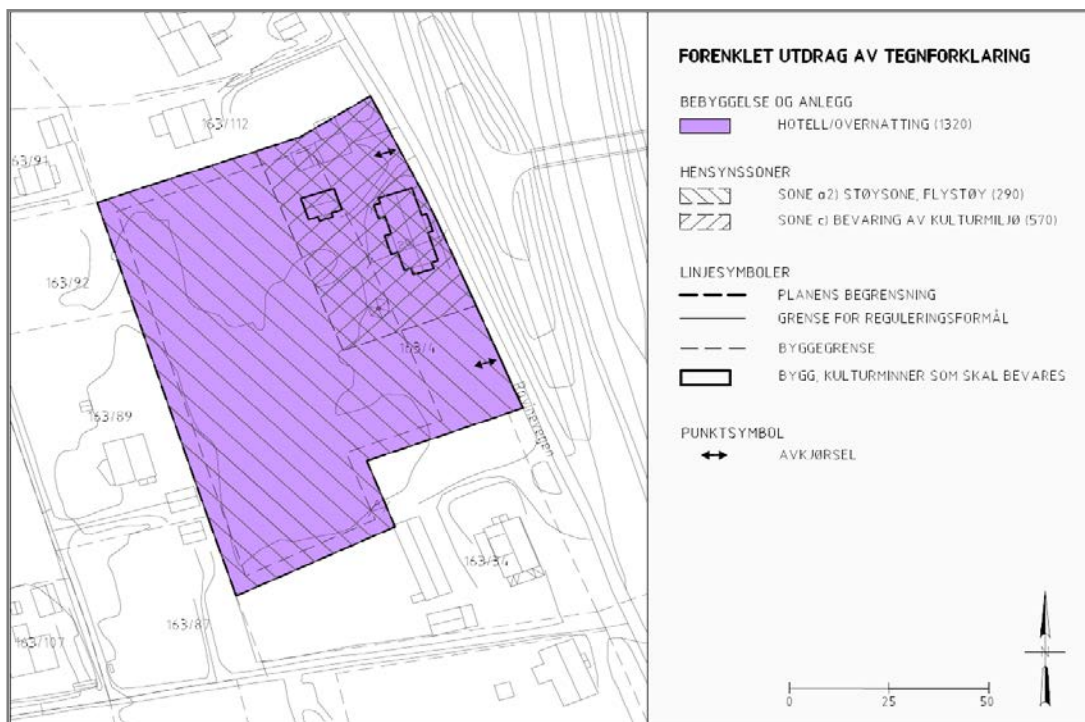 163/112
163/91
163/92
163/4
163/89
163/34
163/87
163/107
FORENKLET UTDRAG AV TEGNFORKLARING
BEBYGGELSE OG ANLEGG
HOTELL/OVERNATTING (1320)
HENSYNSSONER
SONE a2) STØYSONE, FLYSTØY (290)
SONE c) BEVARING AV KULTURMILJØ (570)
LINJESYMBOLER
PLANENS BEGRENSNING
GRENSE FOR REGULERINGSFORMÅL
BYGGEGRENSE
BYGG, KULTURMINNER SOM SKAL BEVARES
PUNKTSYMBOL
AVKJØRSEL
N
0 25 50